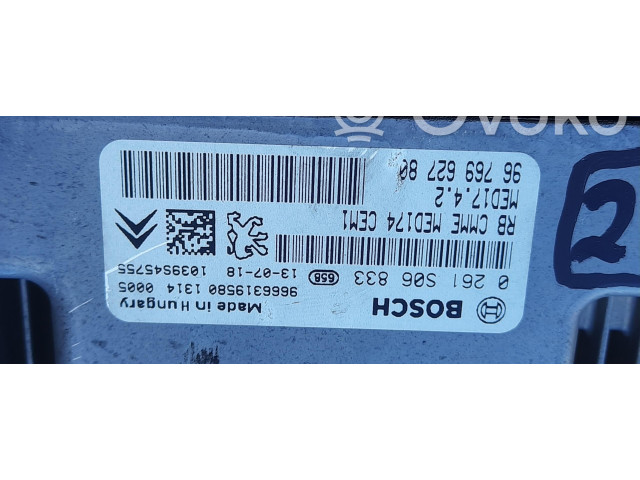 BOSCH
Made in Hungary
0 261 S06 833
9666319580 1314 0005
65B
13-07-18 1039S45755
RB CMME MED174 CEM1
MED17.4.2
96 769 627 80
2
Ovoko